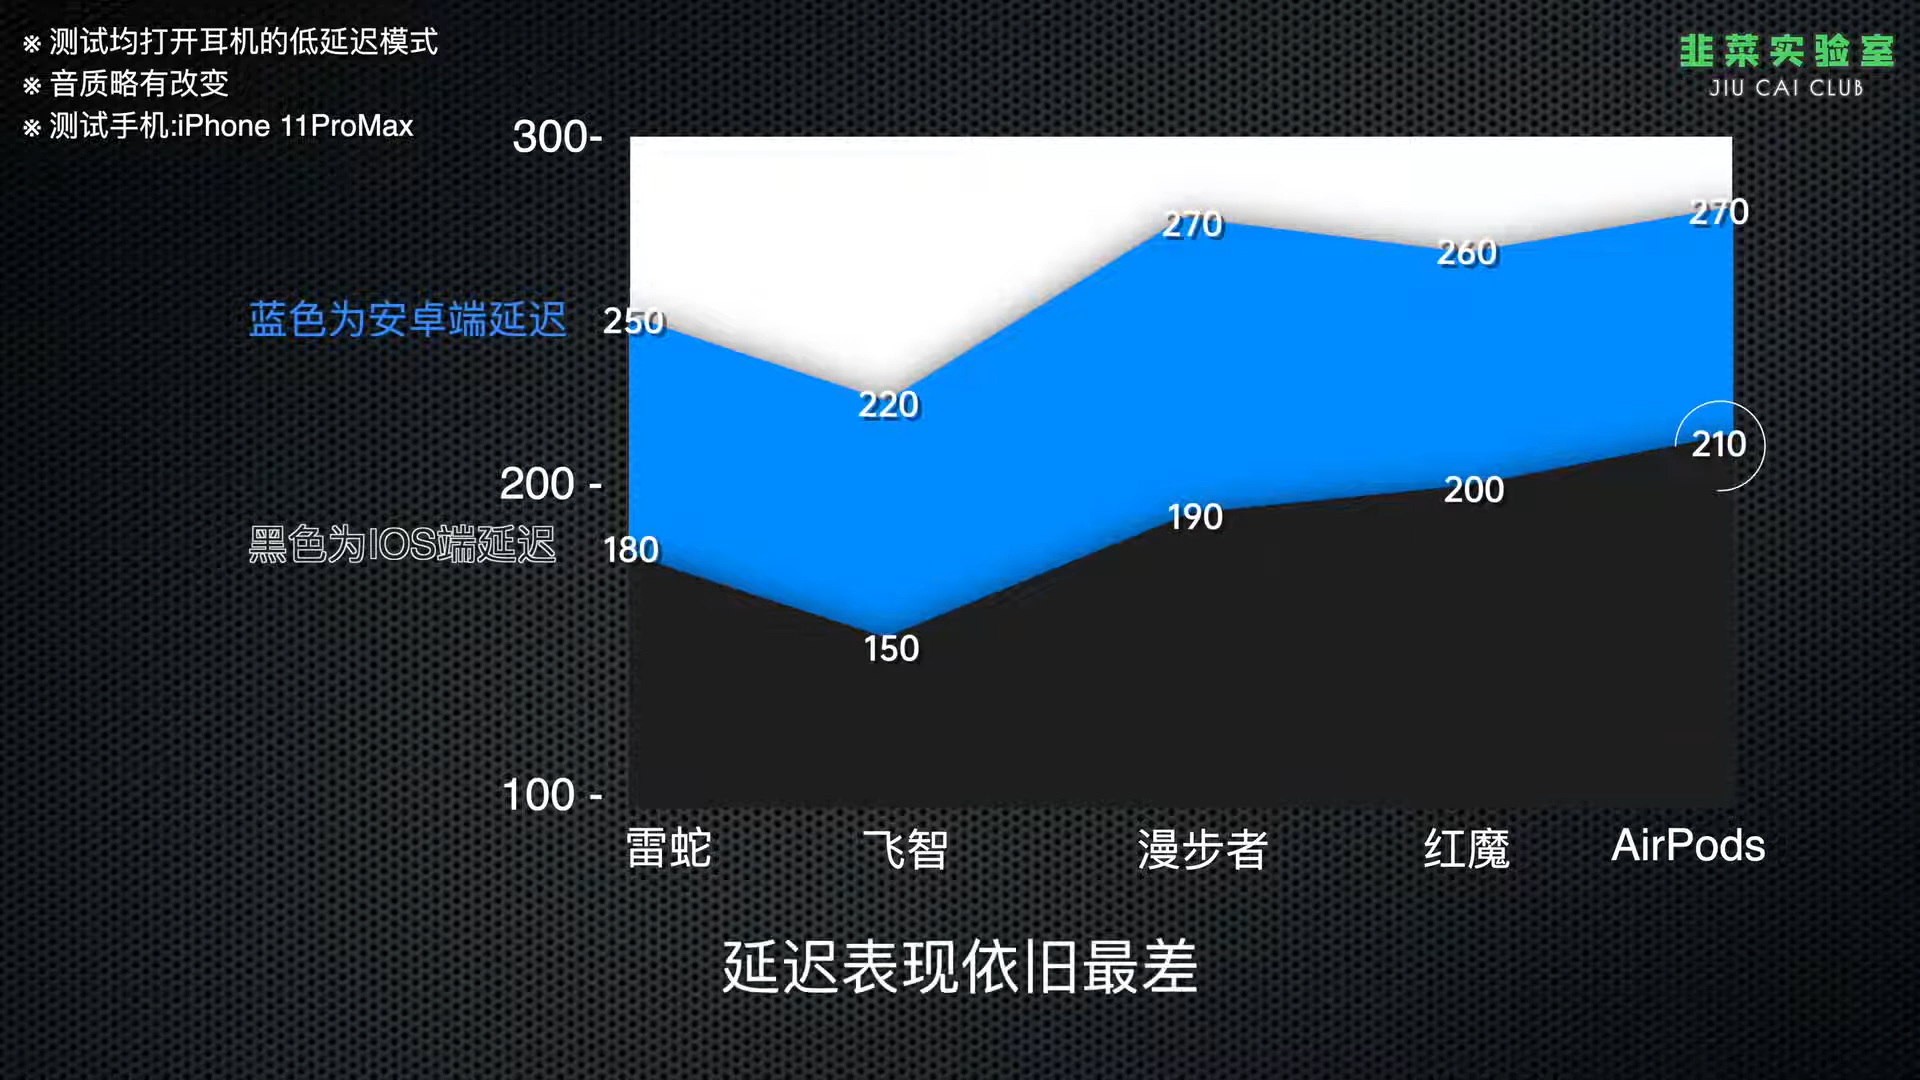 ※ 测试均打开耳机的低延迟模式
※ 音质略有改变
※ 测试手机:iPhone 11ProMax
韭菜实验室
JIU CAI CLUB
300-
270
270
260
蓝色为安卓端延迟
250
220
210
200 -
200
190
黑色为IOS端延迟
180
150
100 -
雷蛇 飞智 漫步者 红魔 AirPods
延迟表现依旧最差